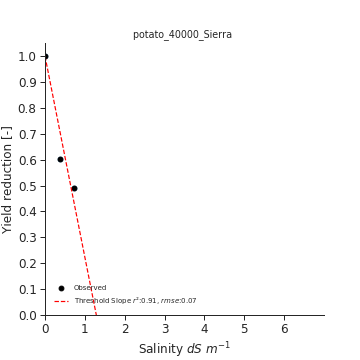 potato_40000_Sierra
1.0
0.9
0.8
0.7
0.6
0.5
0.4
0.3
0.2
0.1
0.0
Yield reduction [-]
Observed
Threshold Slope r²:0.91, rmse:0.07
0 1 2 3 4 5 6
Salinity dS m⁻¹